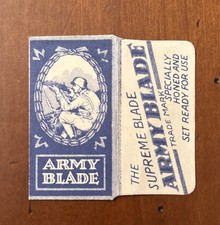 ARMY
BLADE
THE
SUPREME BLADE
ARMY BLADE
TRADE MARK
SPECIALLY
HONED AND
SET READY FOR USE